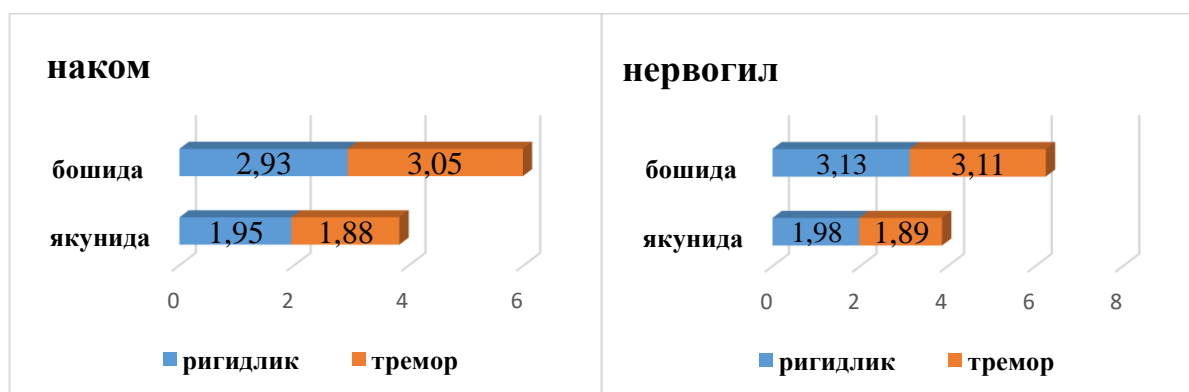 наком
бошида
2,93 3,05
якунида
1,95 1,88
0 2 4 6
ригидлик тремор
нервогил
бошида
3,13 3,11
якунида
1,98 1,89
0 2 4 6 8
ригидлик тремор